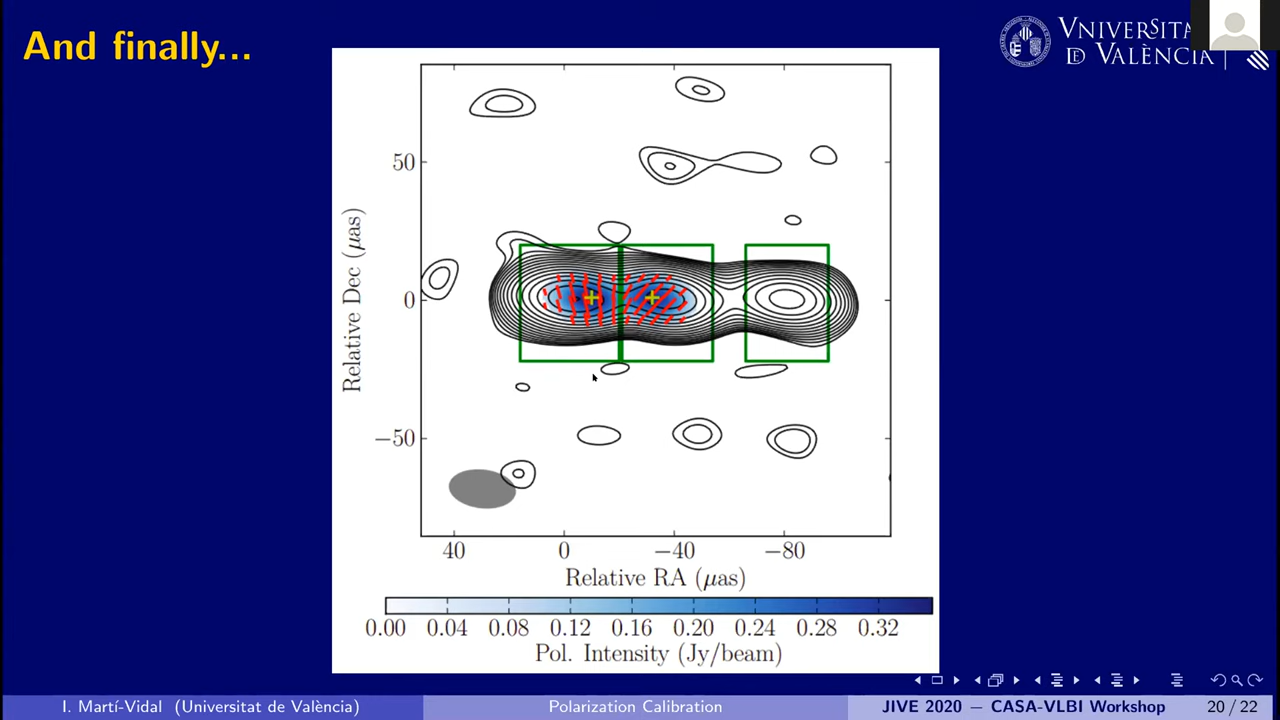 And finally...
VNIVERSITAT
DE VALÈNCIA
50
0
−50
Relative Dec (μas)
40
0
−40
−80
Relative RA (μas)
0.00 0.04 0.08 0.12 0.16 0.20 0.24 0.28 0.32
Pol. Intensity (Jy/beam)
I. Martí-Vidal (Universitat de València)
Polarization Calibration
JIVE 2020 − CASA-VLBI Workshop
20 / 22